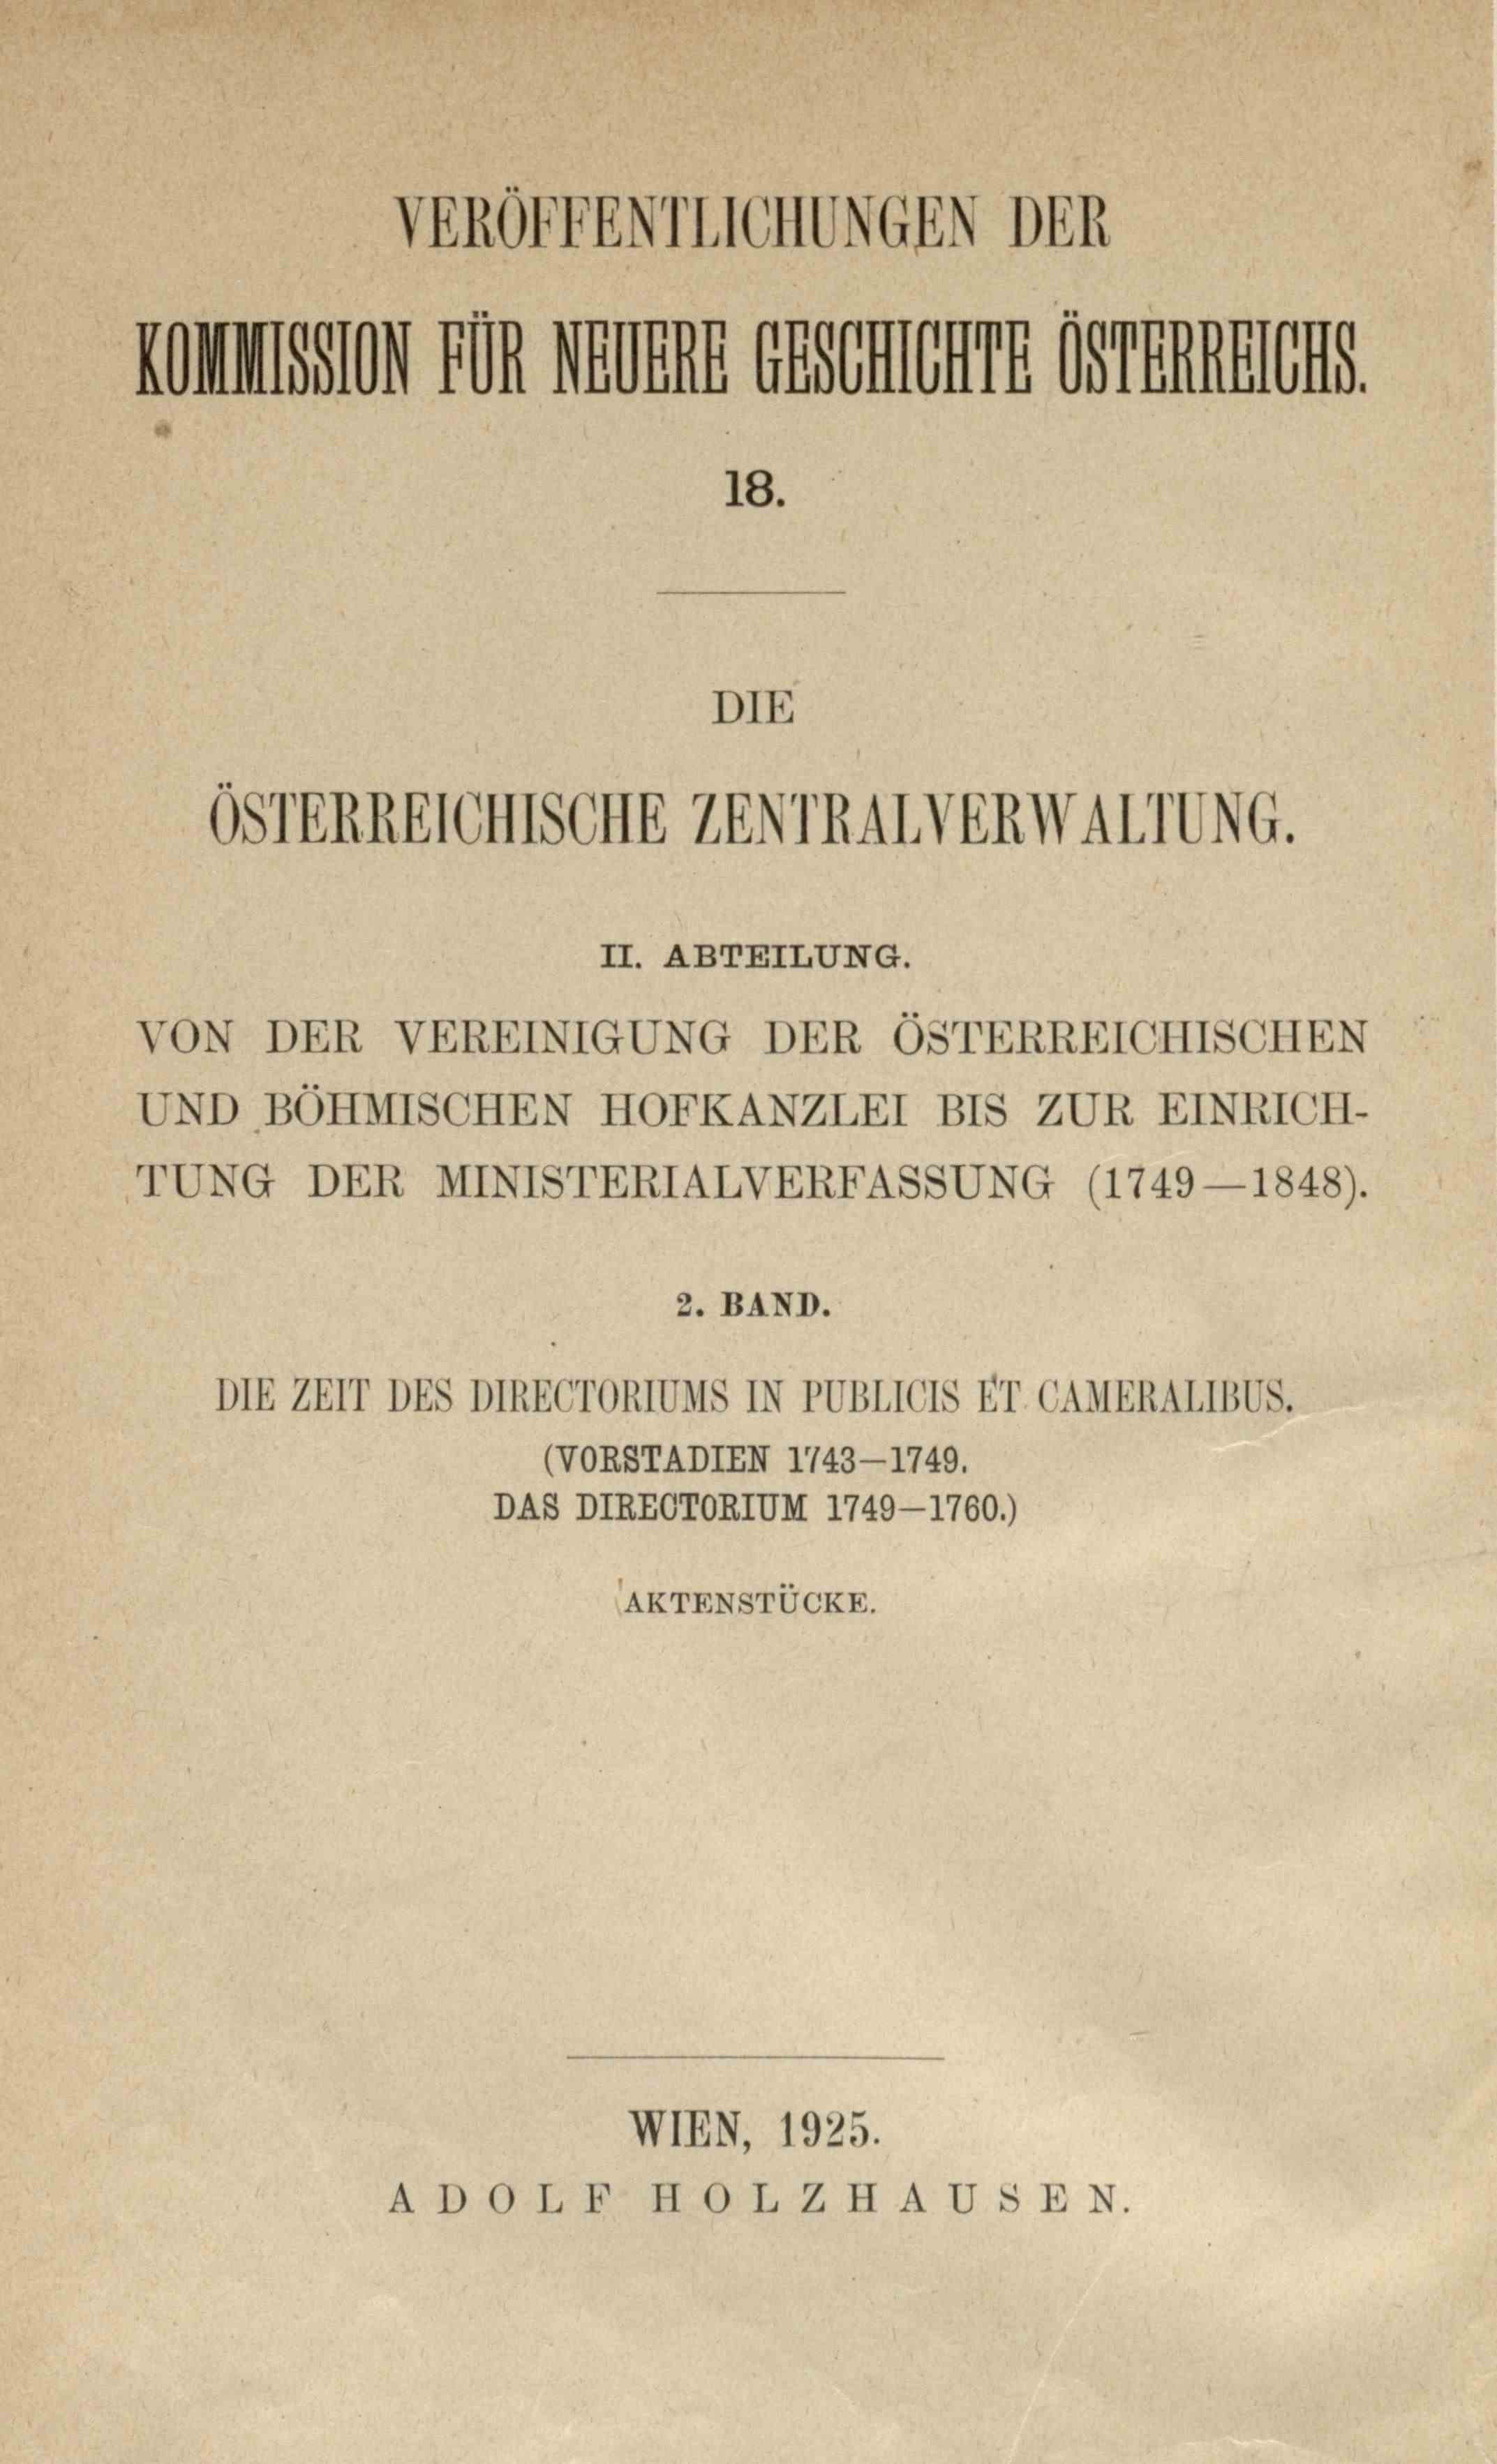 VERÖFFENTLICHUNGEN DER
KOMMISSION FÜR NEUERE GESCHICHTE ÖSTERREICHS.
18.
DIE
ÖSTERREICHISCHE ZENTRALVERWALTUNG.
II. ABTEILUNG.
VON DER VEREINIGUNG DER ÖSTERREICHISCHEN
UND BÖHMISCHEN HOFKANZLEI BIS ZUR EINRICH-
TUNG DER MINISTERIALVERFASSUNG (1749—1848).
2. BAND.
DIE ZEIT DES DIRECTORIUMS IN PUBLICIS ET CAMERALIBUS.
(VORSTADIEN 1743—1749.
DAS DIRECTORIUM 1749—1760.)
AKTENSTÜCKE.
WIEN, 1925.
ADOLF HOLZHAUSEN.